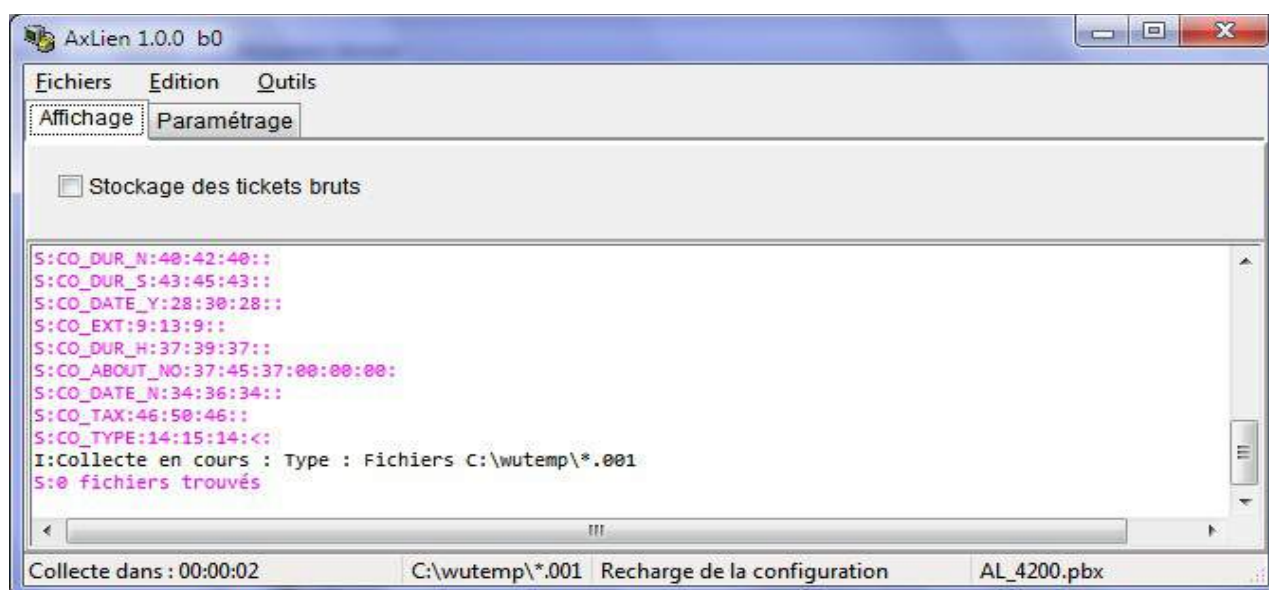 AxLien 1.0.0 b0
Fichiers Edition Outils
Affichage Paramétrage
Stockage des tickets bruts
S:CO_DUR_N:40:42:40::
S:CO_DUR_S:43:45:43::
S:CO_DATE_Y:28:30:28::
S:CO_EXT:9:13:9::
S:CO_DUR_H:37:39:37::
S:CO_ABOUT_NO:37:45:37:00:00:00:
S:CO_DATE_N:34:36:34::
S:CO_TAX:46:50:46::
S:CO_TYPE:14:15:14:<:
I:Collecte en cours : Type : Fichiers C:\wutemp\*.001
S:0 fichiers trouvés
Collecte dans : 00:00:02 C:\wutemp\*.001 Recharge de la configuration AL_4200.pbx